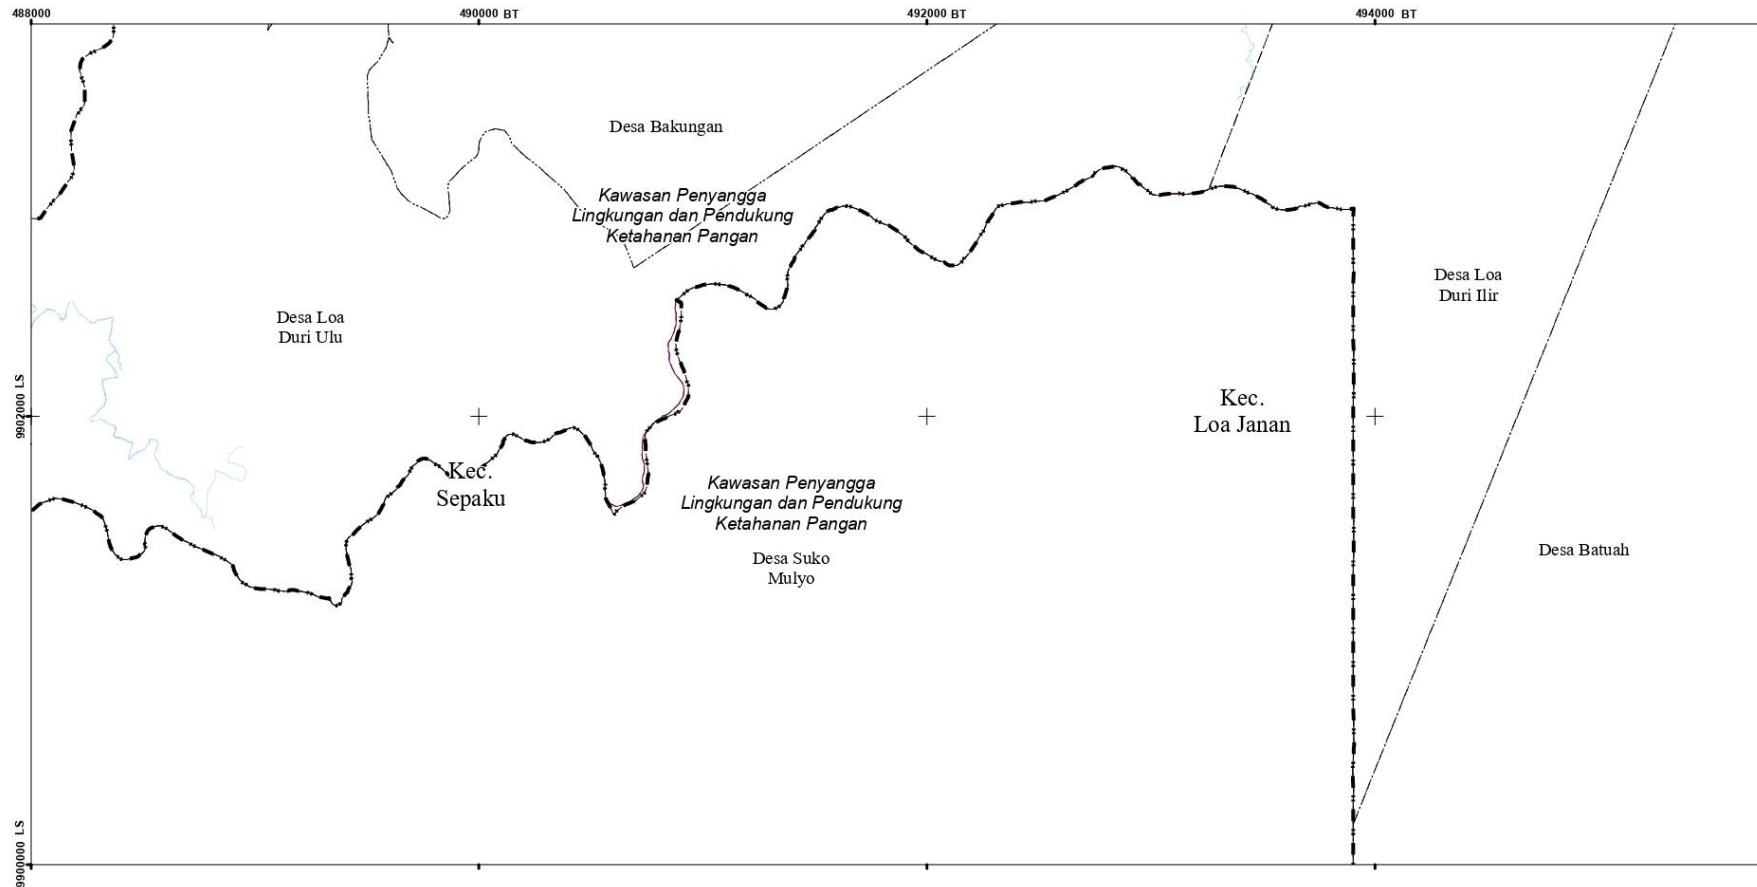 488000
490000 BT
492000 BT
494000 BT
Desa Bakungan
Kawasan Penyangga
Lingkungan dan Pendukung
Ketahanan Pangan
Desa Loa
Duri Ilir
Desa Loa
Duri Ulu
9902000 LS
Kec.
Loa Janan
Kec.
Sepaku
Kawasan Penyangga
Lingkungan dan Pendukung
Ketahanan Pangan
Desa Suko
Mulyo
Desa Batuah
9900000 LS